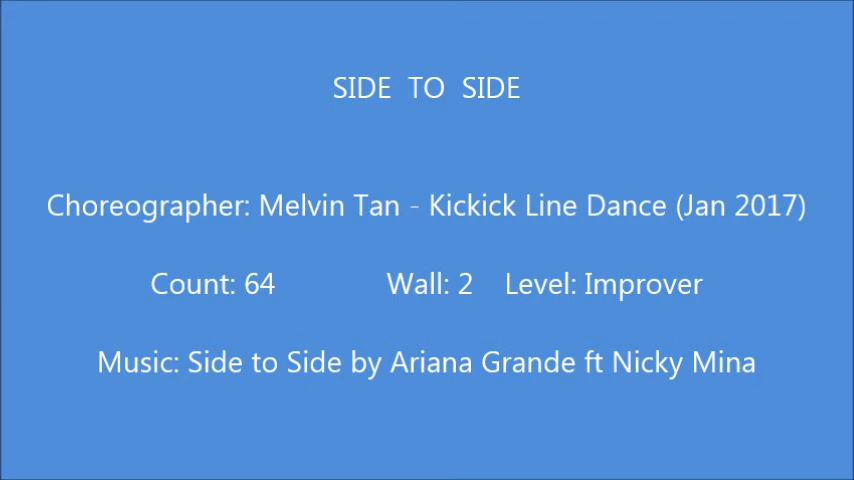 SIDE TO SIDE
Choreographer: Melvin Tan - Kickick Line Dance (Jan 2017)
Count: 64 Wall: 2 Level: Improver
Music: Side to Side by Ariana Grande ft Nicky Mina